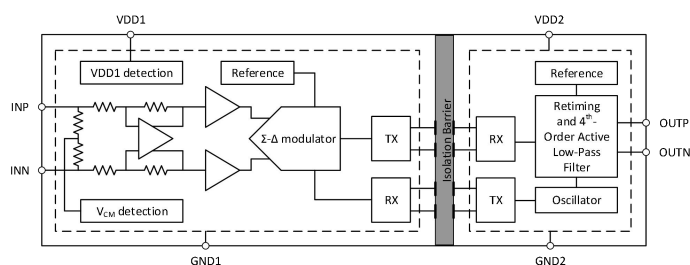 VDD1
VDD2
VDD1 detection
Reference
Reference
INP
INN
Σ-Δ modulator
TX
RX
Isolation Barrier
RX
TX
Retiming
and 4th-
Order Active
Low-Pass
Filter
OUTP
OUTN
Oscillator
VCM detection
GND1
GND2